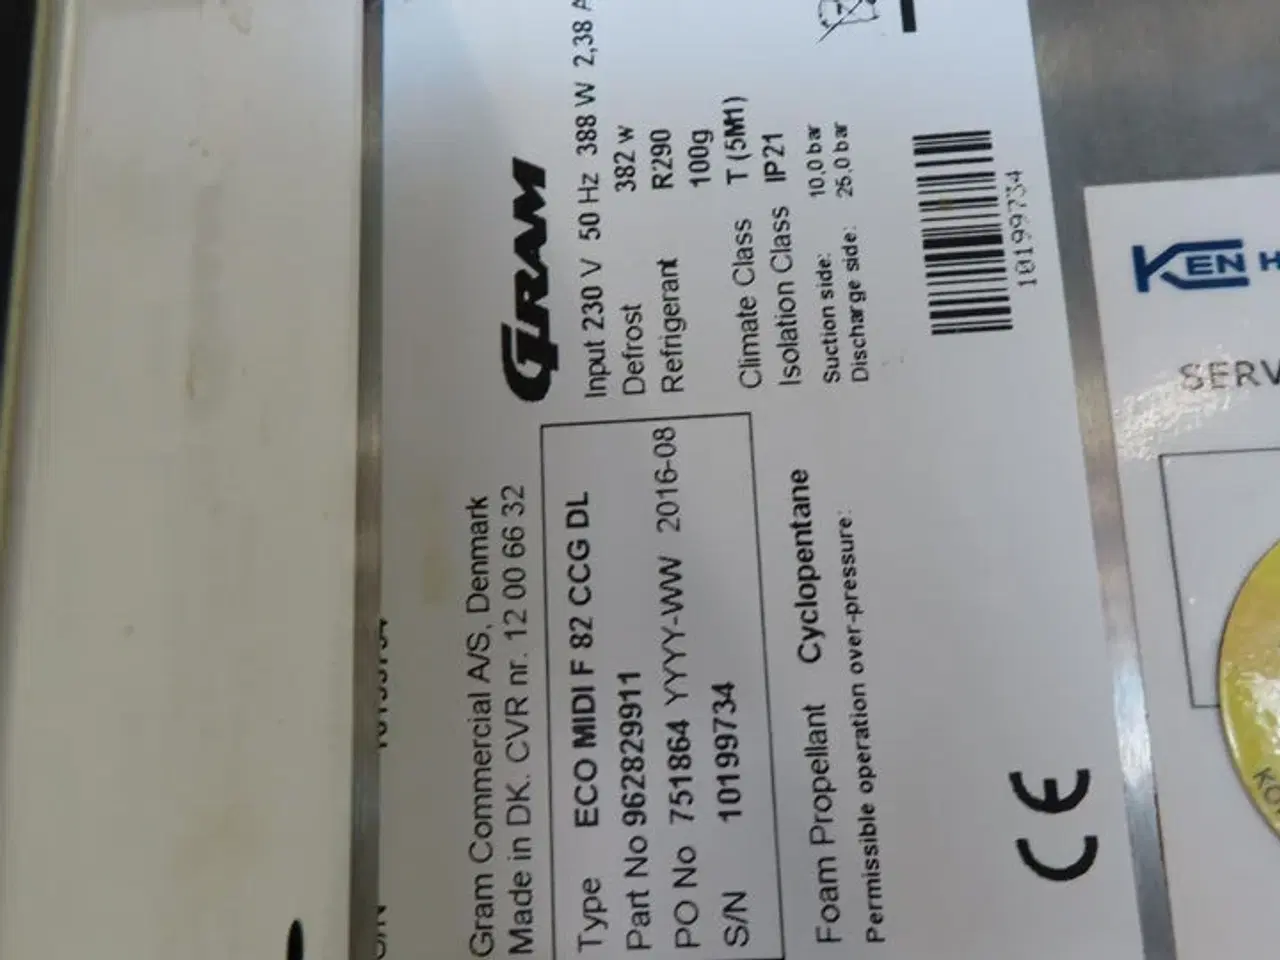 Gram Commercial A/S, Denmark
Made in DK. CVR nr. 12 00 66 32
Type ECO MIDI F 82 CCG DL
Part No 962829911
PO No 751864 YYYY-WW 2016-08
S/N 10199734
Foam Propellant Cyclopentane
Permissible operation over-pressure:
GRAM
Input 230 V 50 Hz 388 W 2,38 A
Defrost 382 w
Refrigerant R290
100g
Climate Class T (5M1)
Isolation Class IP21
Suction side: 10,0 bar
Discharge side: 25,0 bar
10199734
CE
KEN H
SERV
KO